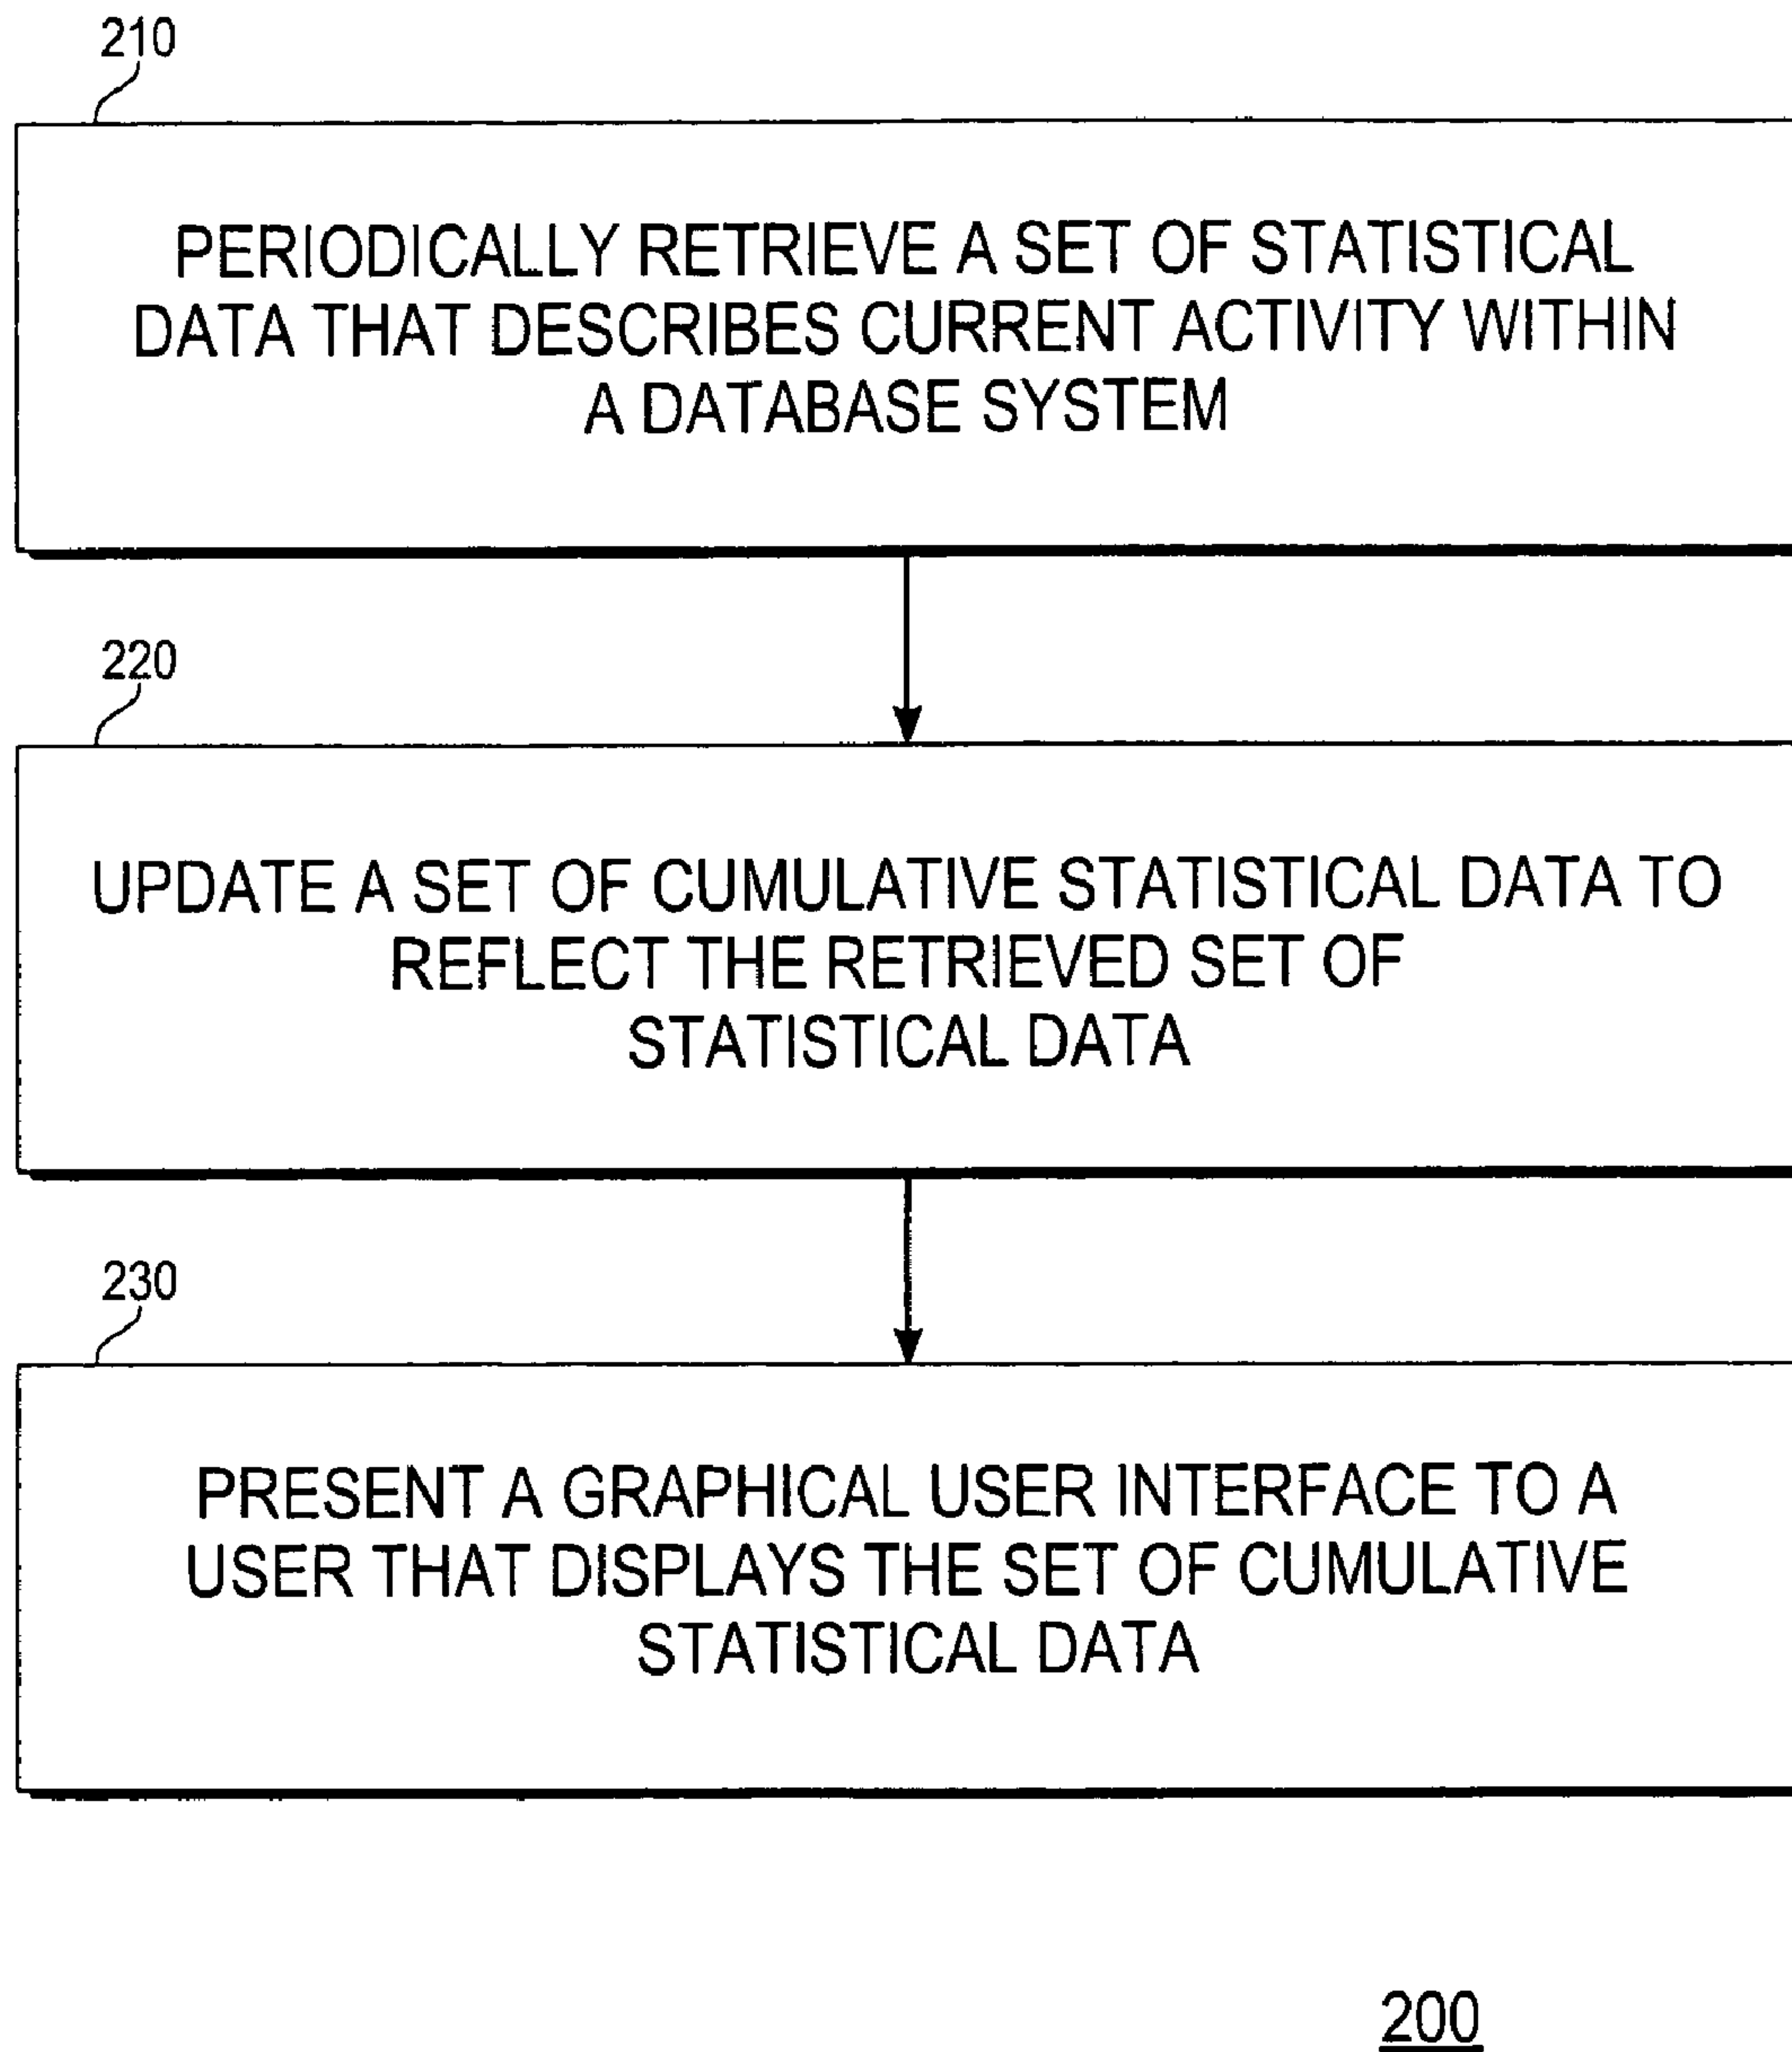 210
PERIODICALLY RETRIEVE A SET OF STATISTICAL
DATA THAT DESCRIBES CURRENT ACTIVITY WITHIN
A DATABASE SYSTEM
220
UPDATE A SET OF CUMULATIVE STATISTICAL DATA TO
REFLECT THE RETRIEVED SET OF
STATISTICAL DATA
230
PRESENT A GRAPHICAL USER INTERFACE TO A
USER THAT DISPLAYS THE SET OF CUMULATIVE
STATISTICAL DATA
200